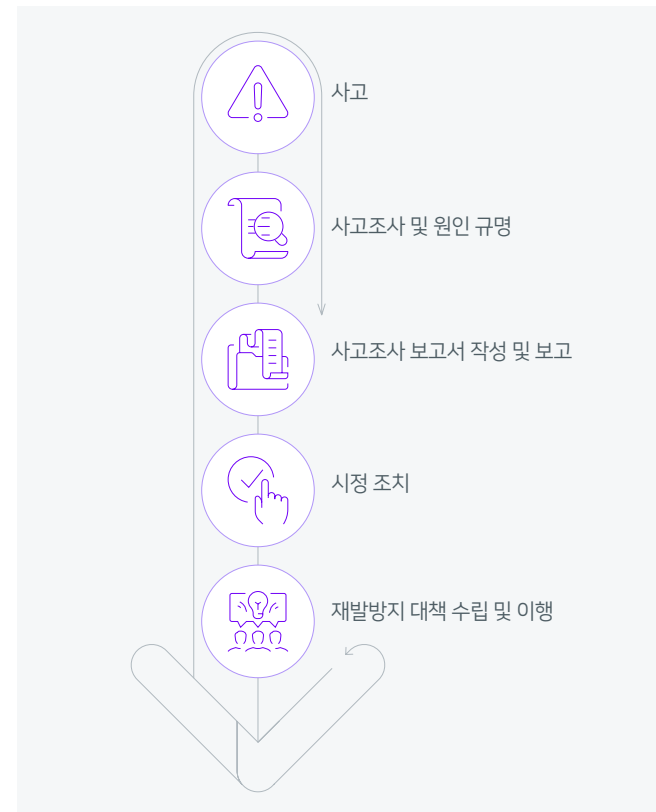 사고
사고조사 및 원인 규명
사고조사 보고서 작성 및 보고
시정 조치
재발방지 대책 수립 및 이행